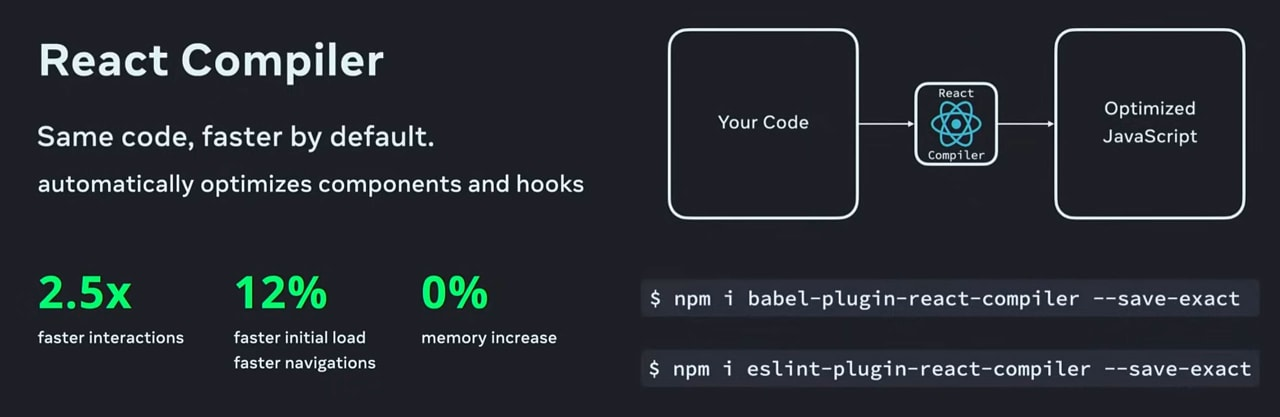 React Compiler
Same code, faster by default.
automatically optimizes components and hooks
2.5x
faster interactions
12%
faster initial load
faster navigations
0%
memory increase
Your Code
React
Compiler
Optimized
JavaScript
$ npm i babel-plugin-react-compiler --save-exact
$ npm i eslint-plugin-react-compiler --save-exact